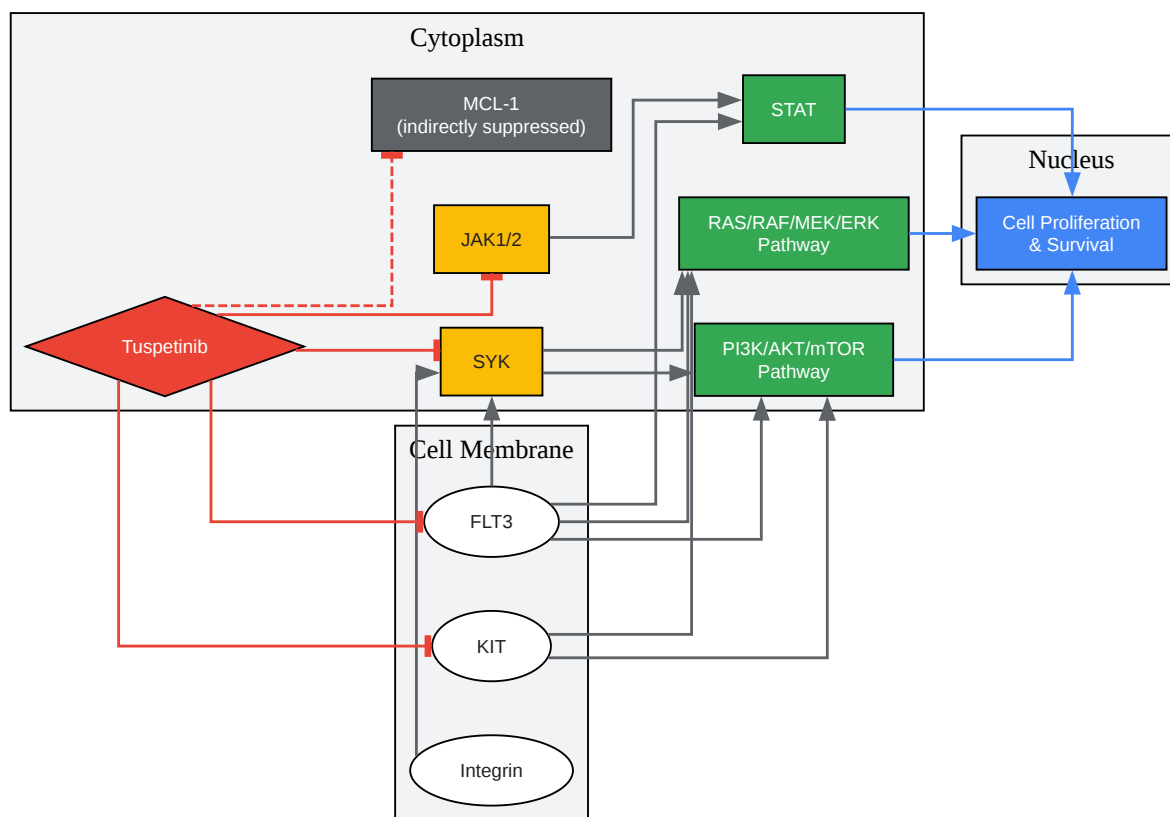 Cytoplasm
MCL-1
(indirectly suppressed)
STAT
Nucleus
JAK1/2
RAS/RAF/MEK/ERK
Pathway
Cell Proliferation
& Survival
Tuspetinib
SYK
PI3K/AKT/mTOR
Pathway
Cell Membrane
FLT3
KIT
Integrin